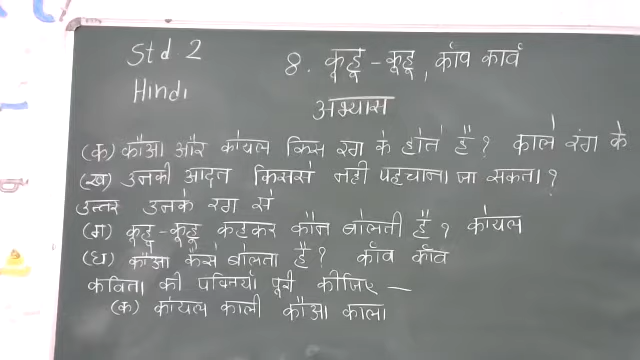 Std. 2
Hindi
8. कूहू - कूहू, काँव कावँ
अभ्यास
(क) कौआ और कोयल किस रंग के होते हैं? काले रंग के
(ख) उनकी आदत किससे नही पहचाना जा सकता?
उत्तर उनके रंग से
(ग) कूहू-कूहू कहकर कौन बोलती है? कोयल
(घ) कौआ कैसे बोलता है? काँव काँव
कविता की पंक्तियाँ पूरी कीजिए —
(क) कोयल काली कौआ काला